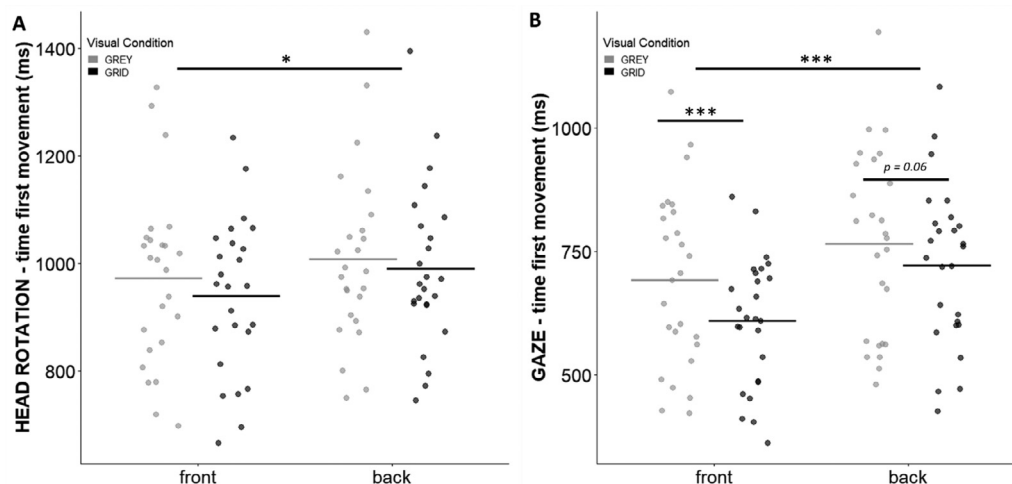 A
HEAD ROTATION - time first movement (ms)
Visual Condition
GREY
GRID
*
1400
1200
1000
800
front
back
B
GAZE - time first movement (ms)
Visual Condition
GREY
GRID
***
***
p = 0.06
1000
750
500
front
back